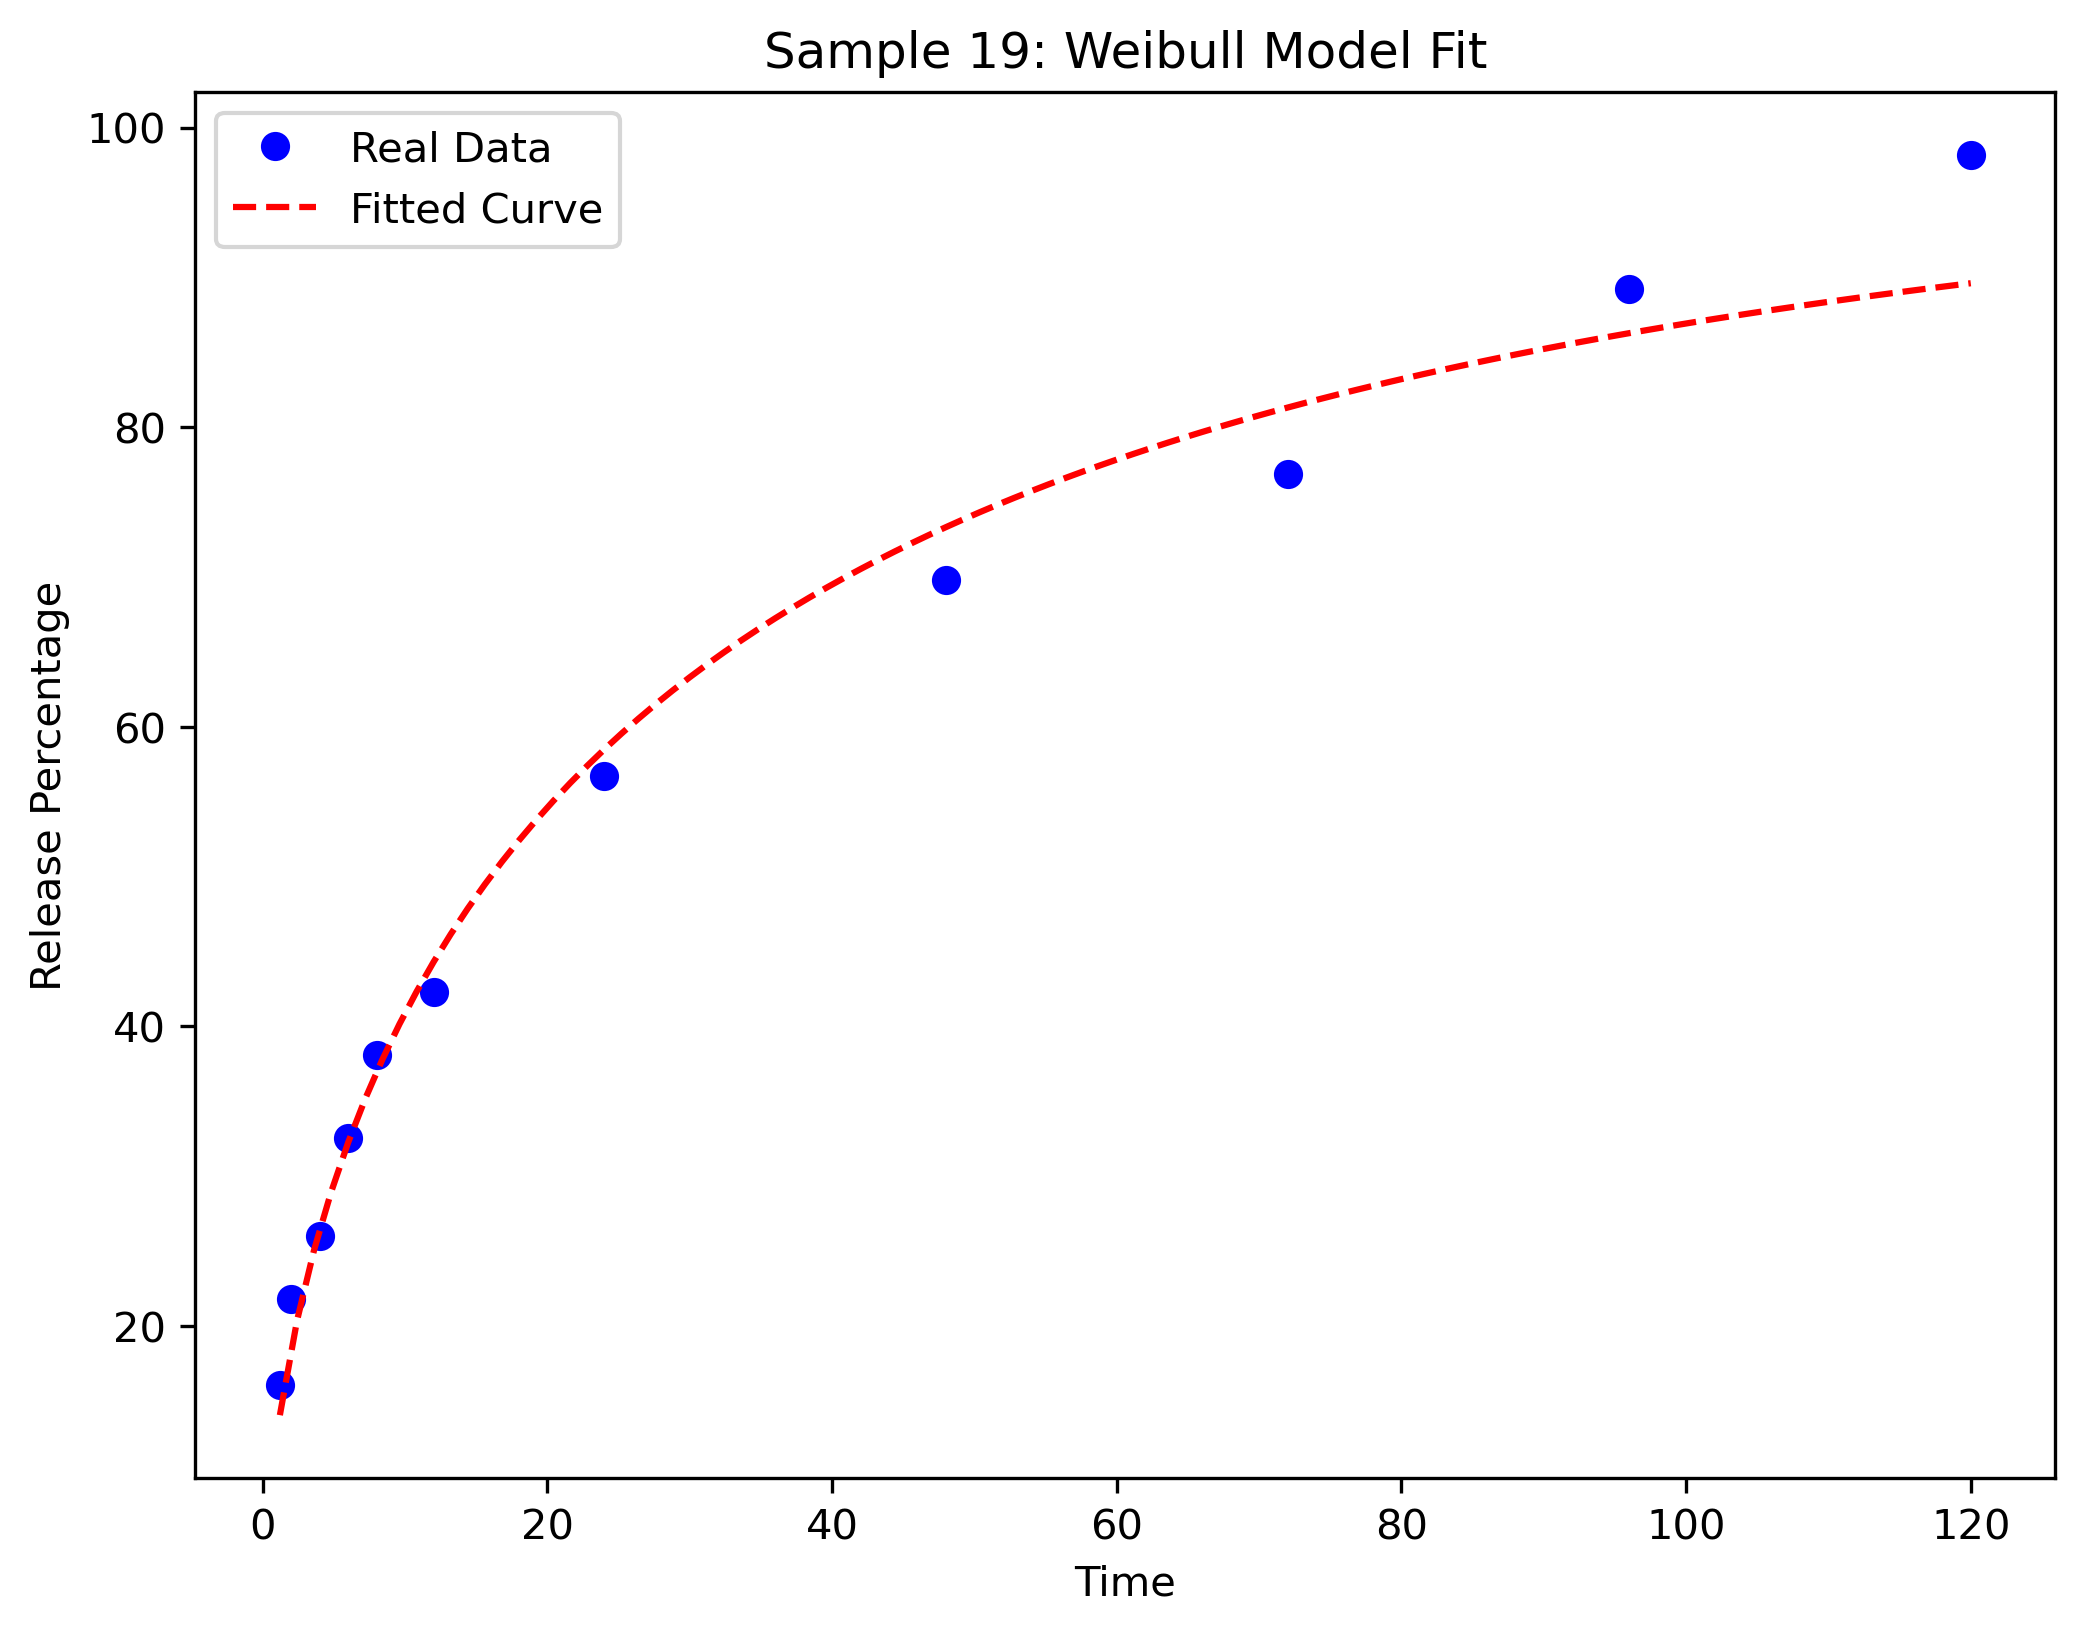 Sample 19: Weibull Model Fit
Real Data
Fitted Curve
100
80
60
40
20
Release Percentage
0 20 40 60 80 100 120
Time